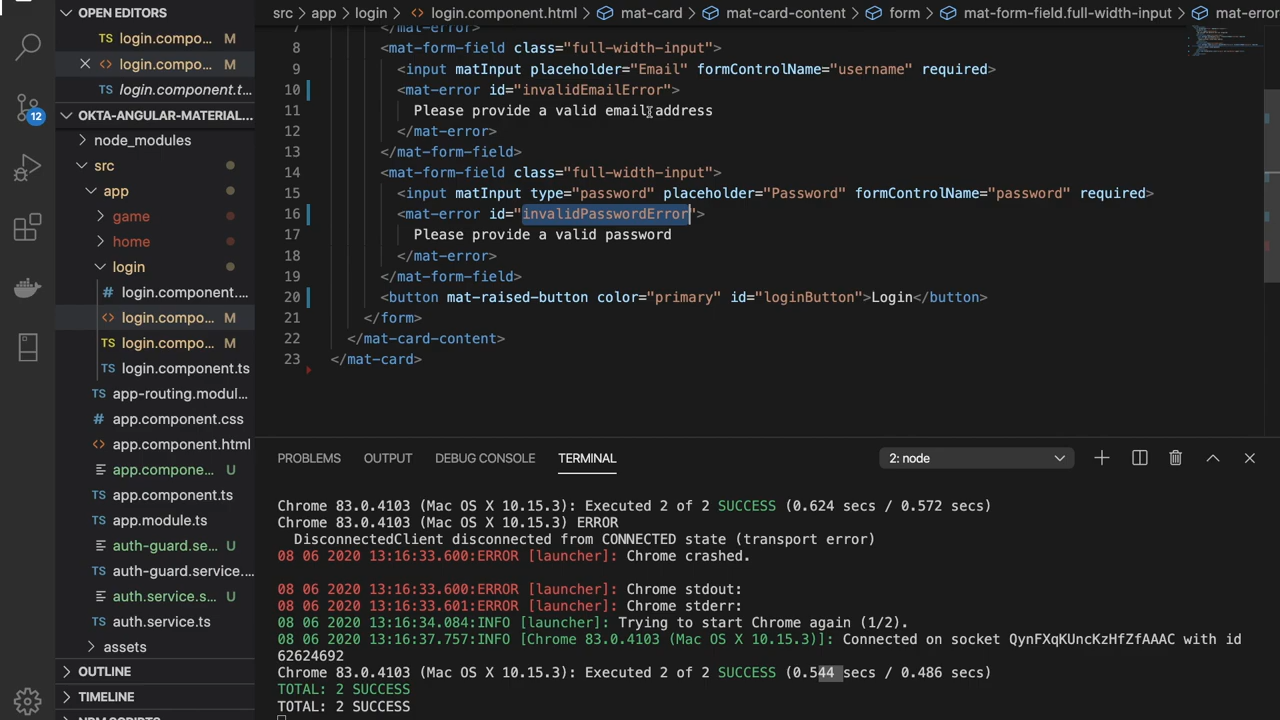 OPEN EDITORS
TS login.compo... M
login.compo... M
TS login.component.t...
OKTA-ANGULAR-MATERIAL...
node_modules
src
app
game
home
login
# login.component....
<> login.compo... M
TS login.compo... M
TS login.component.ts
TS app-routing.modul...
# app.component.css
<> app.component.html
app.compone... U
TS app.component.ts
TS app.module.ts
auth-guard.se... U
TS auth-guard.service....
auth.service.s... U
TS auth.service.ts
assets
OUTLINE
TIMELINE
12
src > app > login > <> login.component.html > mat-card > mat-card-content > form > mat-form-field.full-width-input > mat-erro
7 </mat-error>
8 <mat-form-field class="full-width-input">
9 <input matInput placeholder="Email" formControlName="username" required>
10 <mat-error id="invalidEmailError">
11 Please provide a valid email address
12 </mat-error>
13 </mat-form-field>
14 <mat-form-field class="full-width-input">
15 <input matInput type="password" placeholder="Password" formControlName="password" required>
16 <mat-error id="invalidPasswordError">
17 Please provide a valid password
18 </mat-error>
19 </mat-form-field>
20 <button mat-raised-button color="primary" id="loginButton">Login</button>
21 </form>
22 </mat-card-content>
23 </mat-card>
PROBLEMS OUTPUT DEBUG CONSOLE TERMINAL 2: node
Chrome 83.0.4103 (Mac OS X 10.15.3): Executed 2 of 2 SUCCESS (0.624 secs / 0.572 secs)
Chrome 83.0.4103 (Mac OS X 10.15.3) ERROR
DisconnectedClient disconnected from CONNECTED state (transport error)
08 06 2020 13:16:33.600:ERROR [launcher]: Chrome crashed.
08 06 2020 13:16:33.600:ERROR [launcher]: Chrome stdout:
08 06 2020 13:16:33.601:ERROR [launcher]: Chrome stderr:
08 06 2020 13:16:34.084:INFO [launcher]: Trying to start Chrome again (1/2).
08 06 2020 13:16:37.757:INFO [Chrome 83.0.4103 (Mac OS X 10.15.3)]: Connected on socket QynFXqKUncKzHfZfAAAC with id
62624692
Chrome 83.0.4103 (Mac OS X 10.15.3): Executed 2 of 2 SUCCESS (0.544 secs / 0.486 secs)
TOTAL: 2 SUCCESS
TOTAL: 2 SUCCESS